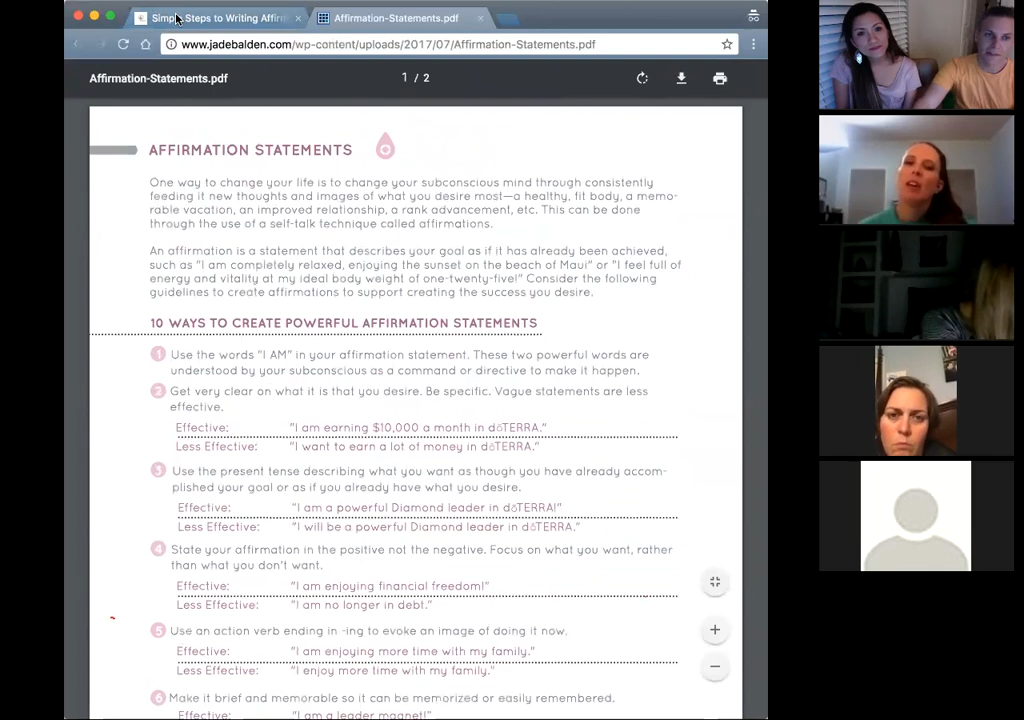 Simple Steps to Writing Affirm
Affirmation-Statements.pdf
www.jadebalden.com/wp-content/uploads/2017/07/Affirmation-Statements.pdf
Affirmation-Statements.pdf
1 / 2
AFFIRMATION STATEMENTS
One way to change your life is to change your subconscious mind through consistently
feeding it new thoughts and images of what you desire most—a healthy, fit body, a memo-
rable vacation, an improved relationship, a rank advancement, etc. This can be done
through the use of a self-talk technique called affirmations.
An affirmation is a statement that describes your goal as if it has already been achieved,
such as "I am completely relaxed, enjoying the sunset on the beach of Maui" or "I feel full of
energy and vitality at my ideal body weight of one-twenty-five!" Consider the following
guidelines to create affirmations to support creating the success you desire.
10 WAYS TO CREATE POWERFUL AFFIRMATION STATEMENTS
1 Use the words "I AM" in your affirmation statement. These two powerful words are
understood by your subconscious as a command or directive to make it happen.
2 Get very clear on what it is that you desire. Be specific. Vague statements are less
effective.
Effective: "I am earning $10,000 a month in dōTERRA."
Less Effective: "I want to earn a lot of money in dōTERRA."
3 Use the present tense describing what you want as though you have already accom-
plished your goal or as if you already have what you desire.
Effective: "I am a powerful Diamond leader in dōTERRA!"
Less Effective: "I will be a powerful Diamond leader in dōTERRA."
4 State your affirmation in the positive not the negative. Focus on what you want, rather
than what you don't want.
Effective: "I am enjoying financial freedom!"
Less Effective: "I am no longer in debt."
5 Use an action verb ending in -ing to evoke an image of doing it now.
Effective: "I am enjoying more time with my family."
Less Effective: "I enjoy more time with my family."
6 Make it brief and memorable so it can be memorized or easily remembered.
Effective: "I am a leader magnet!"